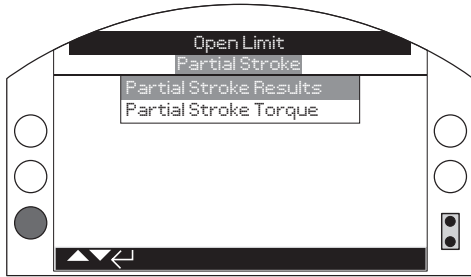 Open Limit
Partial Stroke
Partial Stroke Results
Partial Stroke Torque